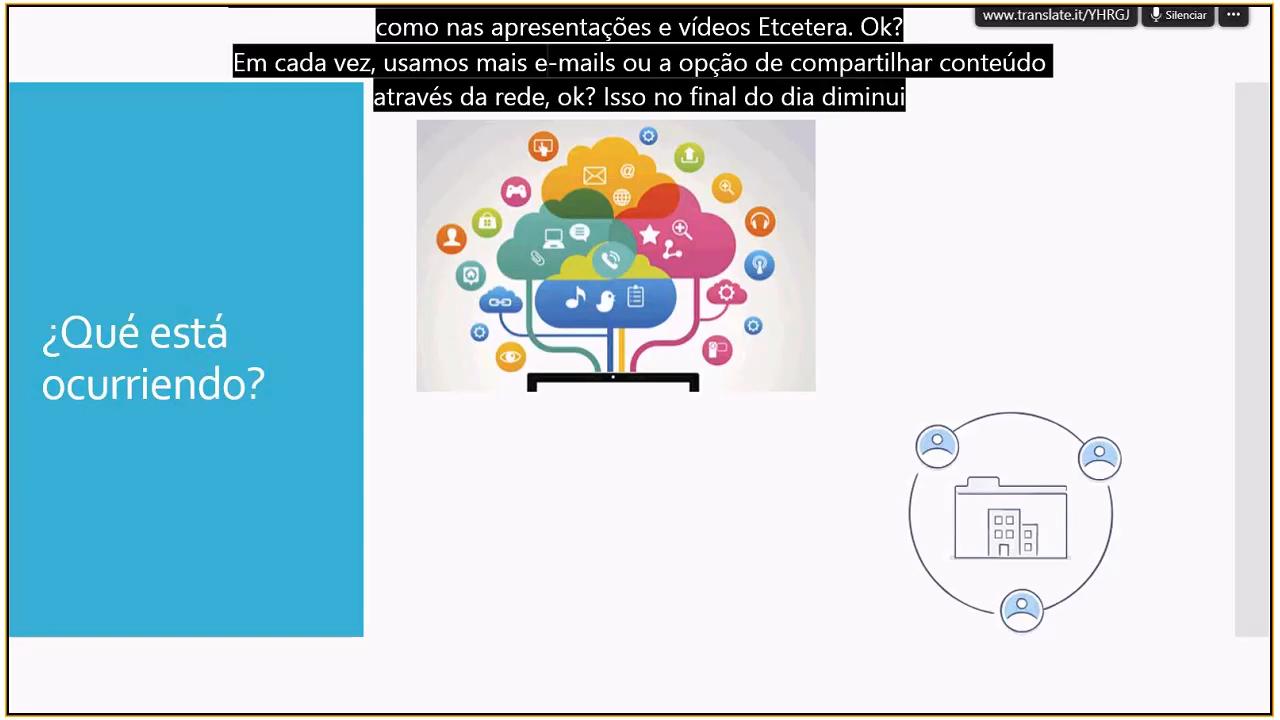 como nas apresentações e vídeos Etcetera. Ok?
Em cada vez, usamos mais e-mails ou a opção de compartilhar conteúdo
através da rede, ok? Isso no final do dia diminui
www.translate.it/YHRGJ
Silenciar
¿Qué está
ocurriendo?